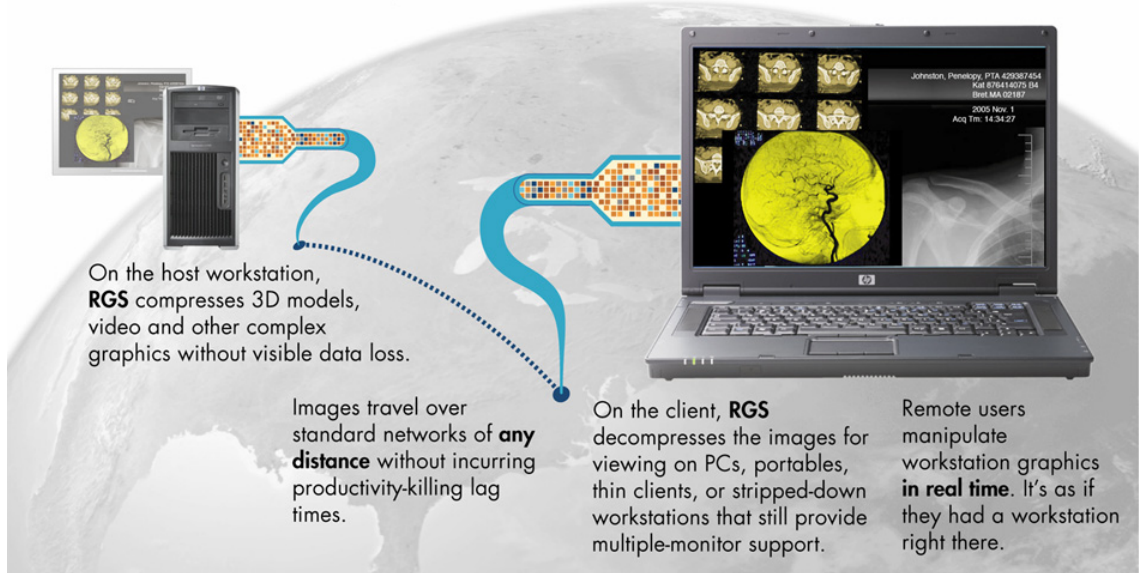 Johnston, Penelopy, PTA 429387454
Kat 876414075 B4
Bret.MA 02187
2005 Nov. 1
Acq Tm: 14:34:27
hp
On the host workstation,
RGS compresses 3D models,
video and other complex
graphics without visible data loss.
Images travel over
standard networks of any
distance without incurring
productivity-killing lag
times.
On the client, RGS
decompresses the images for
viewing on PCs, portables,
thin clients, or stripped-down
workstations that still provide
multiple-monitor support.
Remote users
manipulate
workstation graphics
in real time. It's as if
they had a workstation
right there.